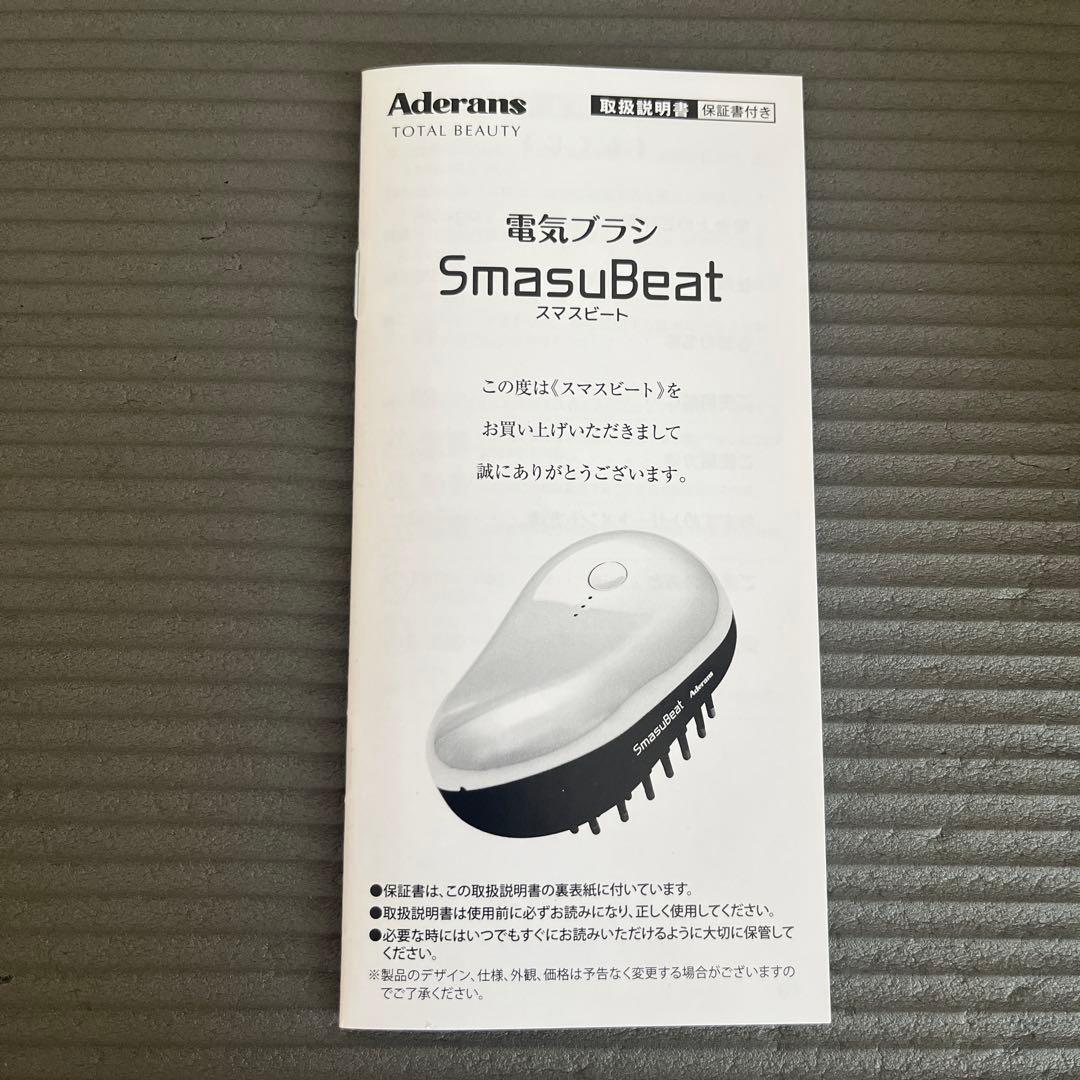 Aderans
TOTAL BEAUTY
取扱説明書 保証書付き
電気ブラシ
SmasuBeat
スマスビート
この度は《スマスビート》を
お買い上げいただきまして
誠にありがとうございます。
SmasuBeat Aderans
●保証書は、この取扱説明書の裏表紙に付いています。
●取扱説明書は使用前に必ずお読みになり、正しく使用してください。
●必要な時にはいつでもすぐにお読みいただけるように大切に保管して
ください。
※製品のデザイン、仕様、外観、価格は予告なく変更する場合がございますの
でご了承ください。